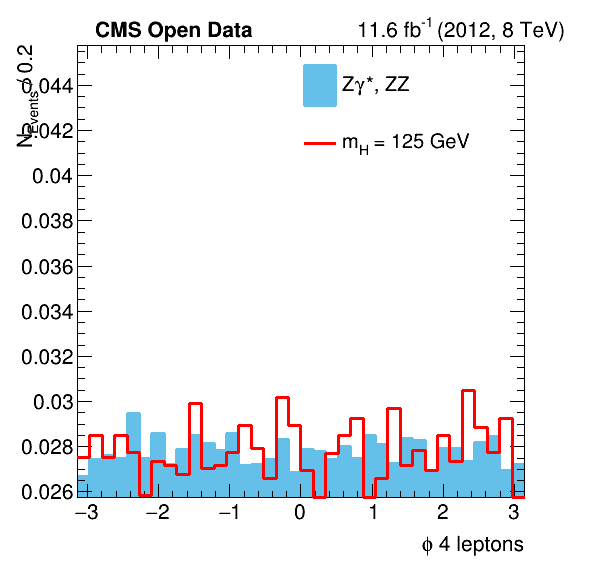 CMS Open Data 11.6 fb⁻¹ (2012, 8 TeV)
N_Events / 0.2
Zγ*, ZZ
m_H = 125 GeV
0.044
0.042
0.04
0.038
0.036
0.034
0.032
0.03
0.028
0.026
−3 −2 −1 0 1 2 3
ϕ 4 leptons